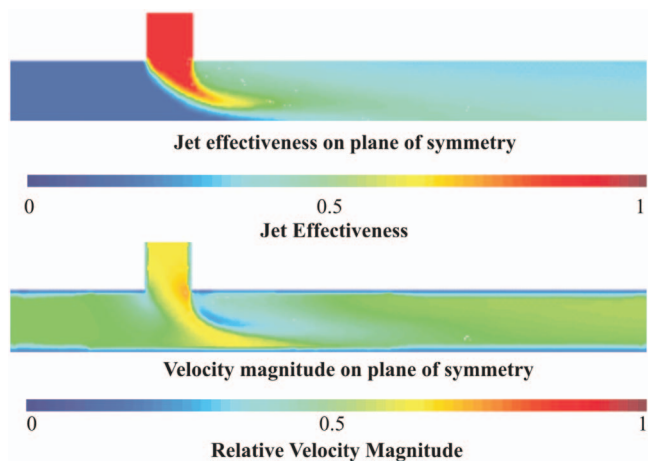 Jet effectiveness on plane of symmetry
0 0.5 1
Jet Effectiveness
Velocity magnitude on plane of symmetry
0 0.5 1
Relative Velocity Magnitude